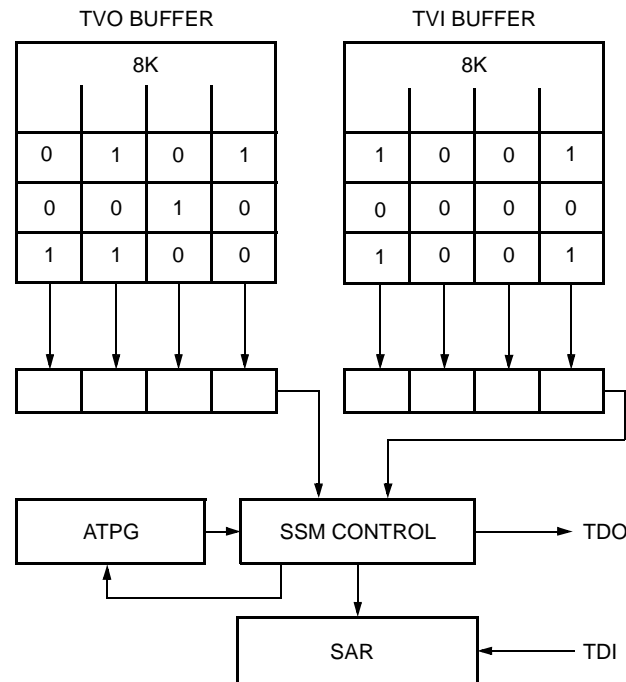 TVO BUFFER TVI BUFFER
8K 8K
0 1 0 1 1 0 0 1
0 0 1 0 0 0 0 0
1 1 0 0 1 0 0 1
ATPG SSM CONTROL TDO
SAR TDI